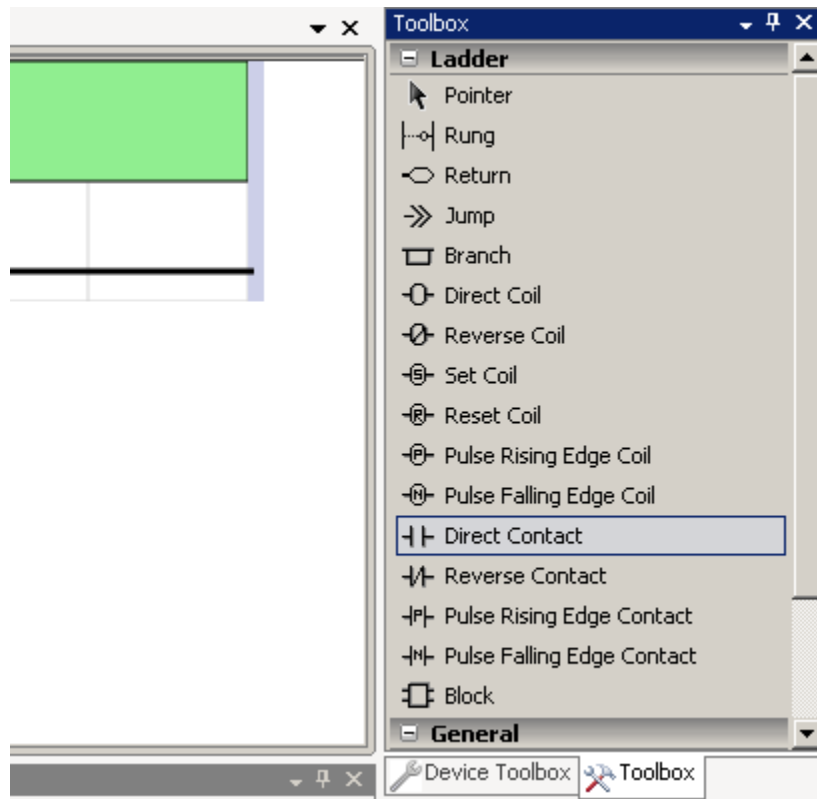 Toolbox
Ladder
Pointer
Rung
Return
Jump
Branch
Direct Coil
Reverse Coil
Set Coil
Reset Coil
Pulse Rising Edge Coil
Pulse Falling Edge Coil
Direct Contact
Reverse Contact
Pulse Rising Edge Contact
Pulse Falling Edge Contact
Block
General
Device Toolbox Toolbox